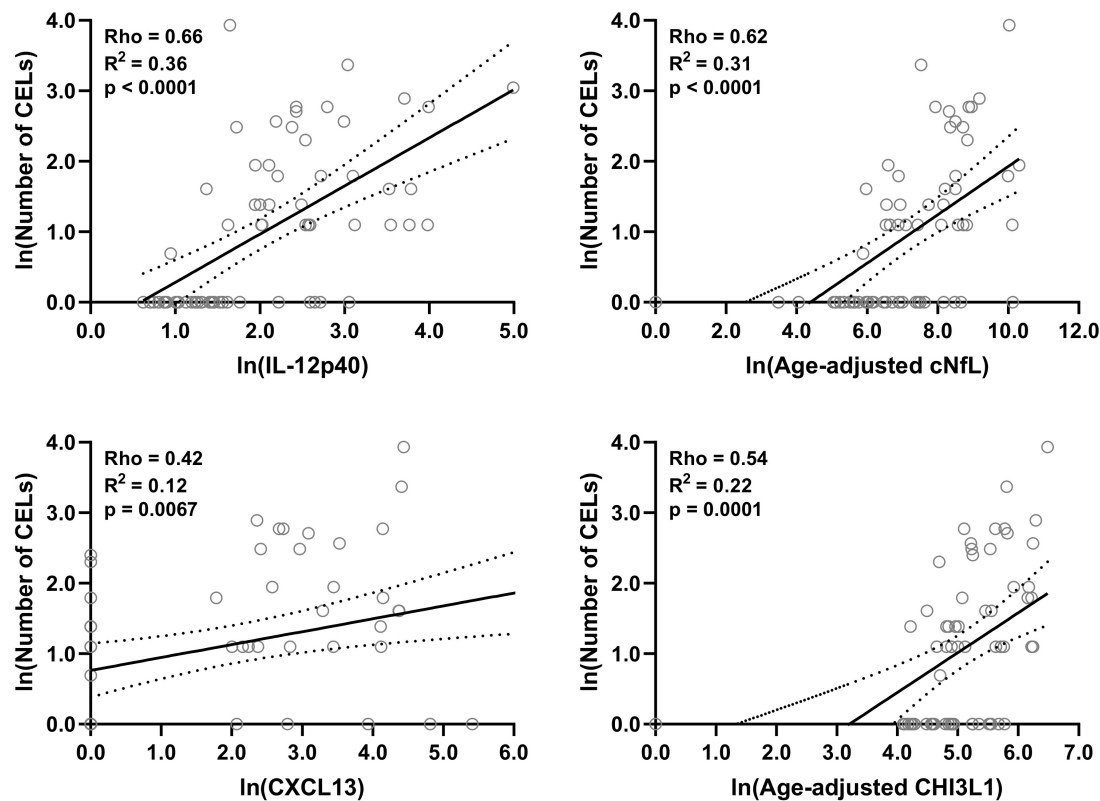 Rho = 0.66
R² = 0.36
p < 0.0001
ln(Number of CELs)
4.0
3.0
2.0
1.0
0.0
0.0 1.0 2.0 3.0 4.0 5.0
ln(IL-12p40)
Rho = 0.62
R² = 0.31
p < 0.0001
ln(Number of CELs)
4.0
3.0
2.0
1.0
0.0
0.0 2.0 4.0 6.0 8.0 10.0 12.0
ln(Age-adjusted cNfL)
Rho = 0.42
R² = 0.12
p = 0.0067
ln(Number of CELs)
4.0
3.0
2.0
1.0
0.0
0.0 1.0 2.0 3.0 4.0 5.0 6.0
ln(CXCL13)
Rho = 0.54
R² = 0.22
p = 0.0001
ln(Number of CELs)
4.0
3.0
2.0
1.0
0.0
0.0 1.0 2.0 3.0 4.0 5.0 6.0 7.0
ln(Age-adjusted CHI3L1)